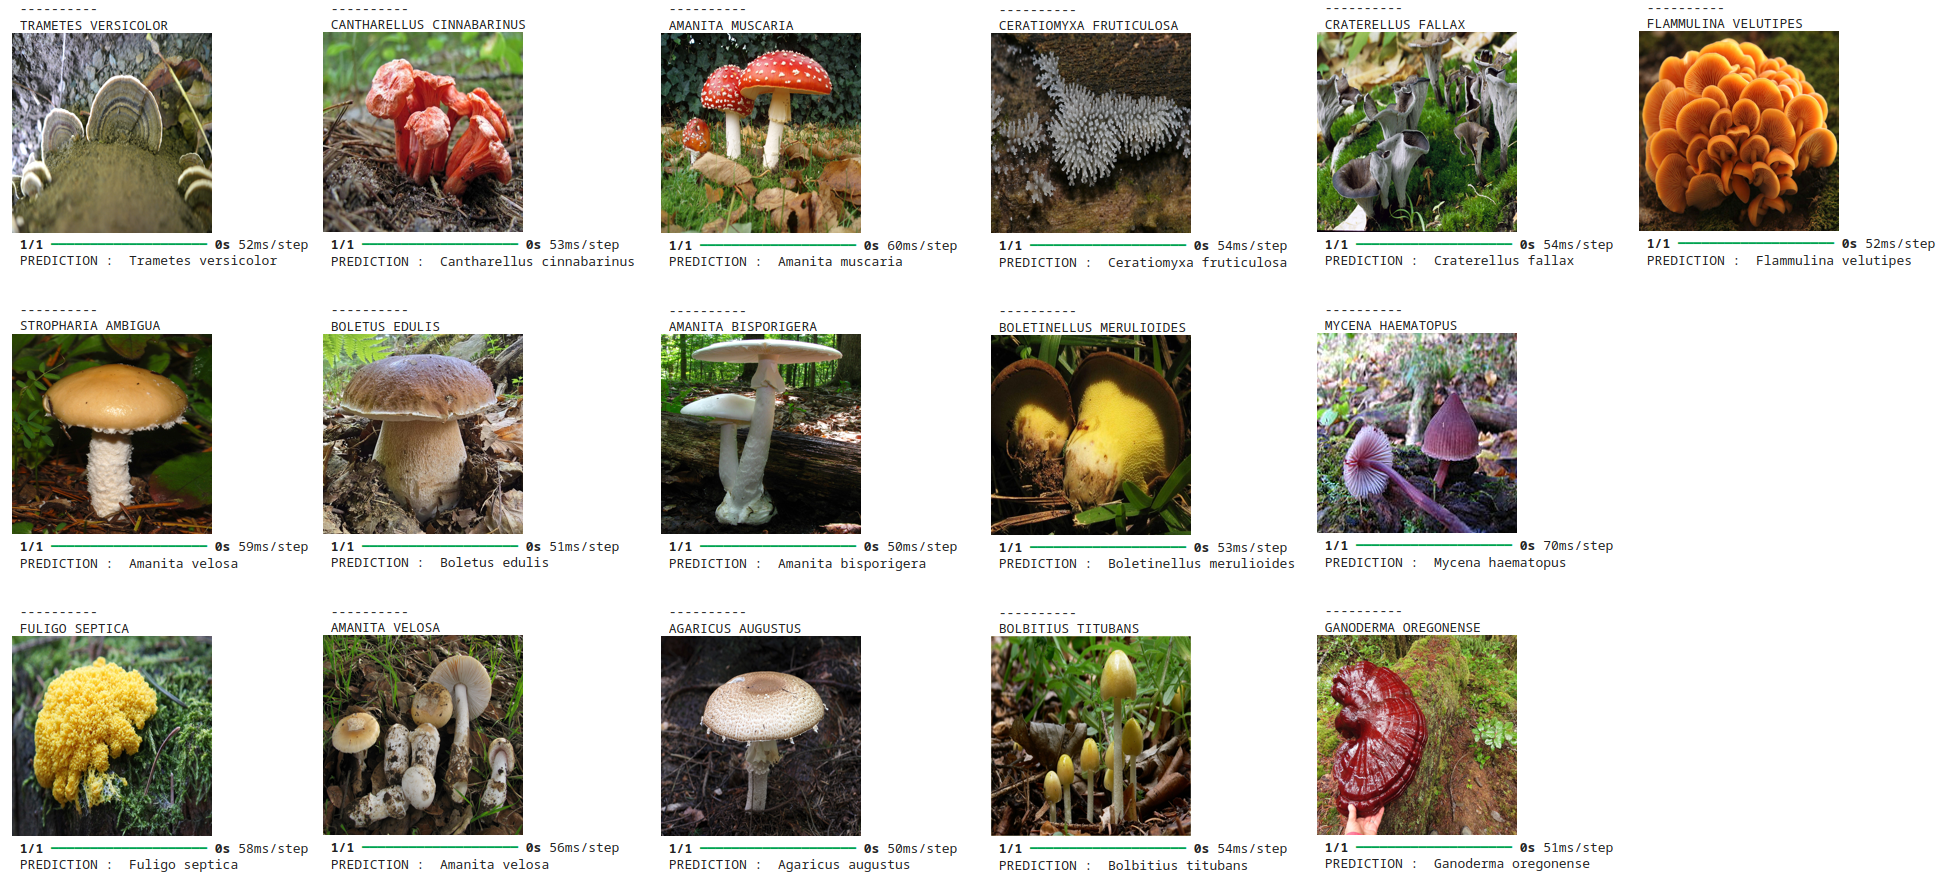 ----------
TRAMETES VERSICOLOR
1/1 ━━━━━━━━━━━━━━━━━━━━ 0s 52ms/step
PREDICTION :  Trametes versicolor
----------
CANTHARELLUS CINNABARINUS
1/1 ━━━━━━━━━━━━━━━━━━━━ 0s 53ms/step
PREDICTION :  Cantharellus cinnabarinus
----------
AMANITA MUSCARIA
1/1 ━━━━━━━━━━━━━━━━━━━━ 0s 60ms/step
PREDICTION :  Amanita muscaria
----------
CERATIOMYXA FRUTICULOSA
1/1 ━━━━━━━━━━━━━━━━━━━━ 0s 54ms/step
PREDICTION :  Ceratiomyxa fruticulosa
----------
CRATERELLUS FALLAX
1/1 ━━━━━━━━━━━━━━━━━━━━ 0s 54ms/step
PREDICTION :  Craterellus fallax
----------
FLAMMULINA VELUTIPES
1/1 ━━━━━━━━━━━━━━━━━━━━ 0s 52ms/step
PREDICTION :  Flammulina velutipes
----------
STROPHARIA AMBIGUA
1/1 ━━━━━━━━━━━━━━━━━━━━ 0s 59ms/step
PREDICTION :  Amanita velosa
----------
BOLETUS EDULIS
1/1 ━━━━━━━━━━━━━━━━━━━━ 0s 51ms/step
PREDICTION :  Boletus edulis
----------
AMANITA BISPORIGERA
1/1 ━━━━━━━━━━━━━━━━━━━━ 0s 50ms/step
PREDICTION :  Amanita bisporigera
----------
BOLETINELLUS MERULIOIDES
1/1 ━━━━━━━━━━━━━━━━━━━━ 0s 53ms/step
PREDICTION :  Boletinellus merulioides
----------
MYCENA HAEMATOPUS
1/1 ━━━━━━━━━━━━━━━━━━━━ 0s 70ms/step
PREDICTION :  Mycena haematopus
----------
FULIGO SEPTICA
1/1 ━━━━━━━━━━━━━━━━━━━━ 0s 58ms/step
PREDICTION :  Fuligo septica
----------
AMANITA VELOSA
1/1 ━━━━━━━━━━━━━━━━━━━━ 0s 56ms/step
PREDICTION :  Amanita velosa
----------
AGARICUS AUGUSTUS
1/1 ━━━━━━━━━━━━━━━━━━━━ 0s 50ms/step
PREDICTION :  Agaricus augustus
----------
BOLBITIUS TITUBANS
1/1 ━━━━━━━━━━━━━━━━━━━━ 0s 54ms/step
PREDICTION :  Bolbitius titubans
----------
GANODERMA OREGONENSE
1/1 ━━━━━━━━━━━━━━━━━━━━ 0s 51ms/step
PREDICTION :  Ganoderma oregonense